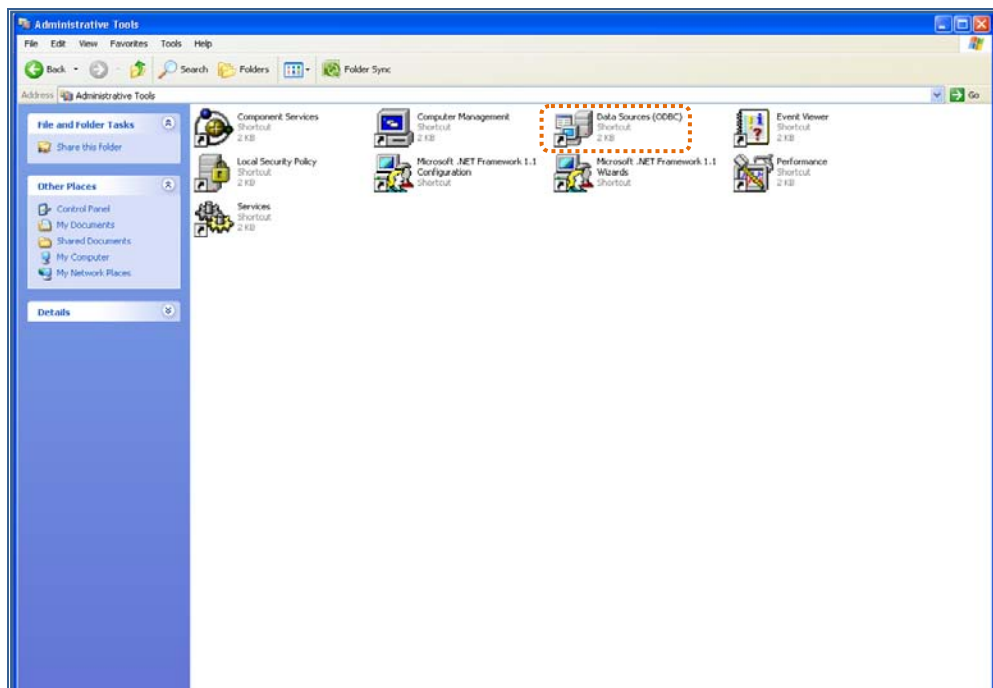 Administrative Tools
File Edit View Favorites Tools Help
Back Search Folders Folder Sync
Address Administrative Tools Go
File and Folder Tasks
Share this folder
Other Places
Control Panel
My Documents
Shared Documents
My Computer
My Network Places
Details
Component Services
Shortcut
2 KB
Computer Management
Shortcut
2 KB
Data Sources (ODBC)
Shortcut
2 KB
Event Viewer
Shortcut
2 KB
Local Security Policy
Shortcut
2 KB
Microsoft .NET Framework 1.1
Configuration
Shortcut
Microsoft .NET Framework 1.1
Wizards
Shortcut
Performance
Shortcut
2 KB
Services
Shortcut
2 KB